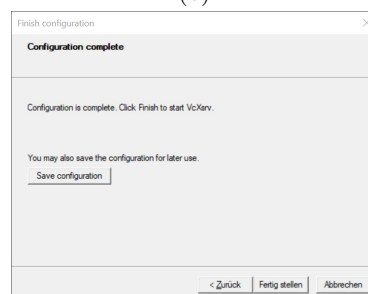 Finish configuration
Configuration complete
Configuration is complete. Click Finish to start VcXsrv.
You may also save the configuration for later use.
Save configuration
< Zurück Fertig stellen Abbrechen